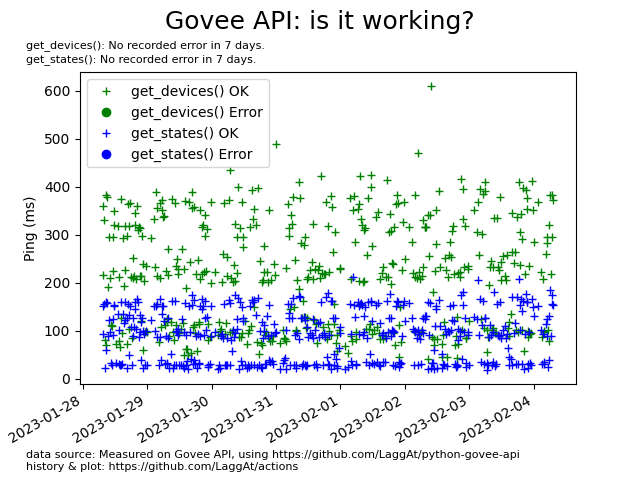 Govee API: is it working?
get_devices(): No recorded error in 7 days.
get_states(): No recorded error in 7 days.
get_devices() OK
get_devices() Error
get_states() OK
get_states() Error
Ping (ms)
600
500
400
300
200
100
0
2023-01-28
2023-01-29
2023-01-30
2023-01-31
2023-02-01
2023-02-02
2023-02-03
2023-02-04
data source: Measured on Govee API, using https://github.com/LaggAt/python-govee-api
history & plot: https://github.com/LaggAt/actions